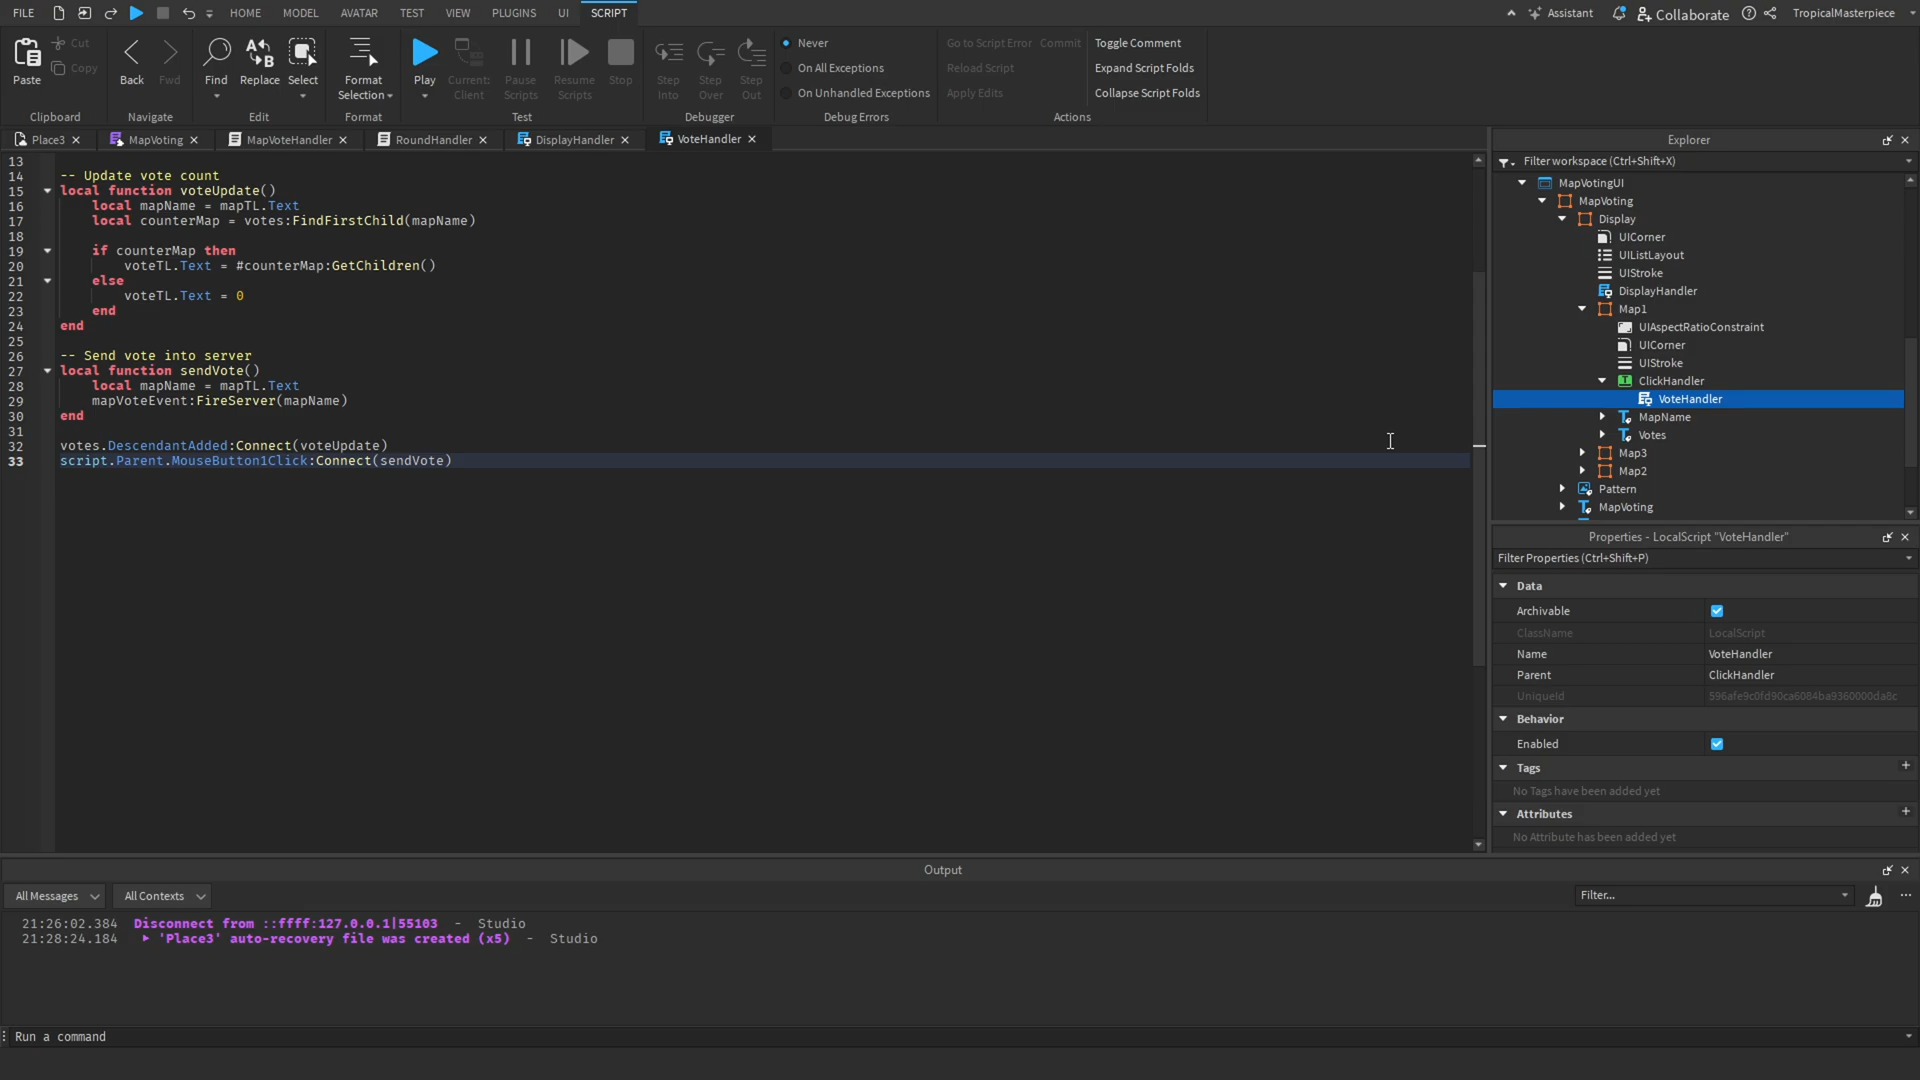 FILE HOME MODEL AVATAR TEST VIEW PLUGINS UI SCRIPT Assistant Collaborate TropicalMasterpiece
Paste Cut Copy Back Fwd Find Replace Select Format Selection Play Current: Client Pause Scripts Resume Scripts Stop Step Into Step Over Step Out
Never
On All Exceptions
On Unhandled Exceptions
Go to Script Error Commit
Reload Script
Apply Edits
Toggle Comment
Expand Script Folds
Collapse Script Folds
Clipboard Navigate Edit Format Test Debugger Debug Errors Actions
Place3 MapVoting MapVoteHandler RoundHandler DisplayHandler VoteHandler
13
14 -- Update vote count
15 local function voteUpdate()
16 local mapName = mapTL.Text
17 local counterMap = votes:FindFirstChild(mapName)
18
19 if counterMap then
20 voteTL.Text = #counterMap:GetChildren()
21 else
22 voteTL.Text = 0
23 end
24 end
25
26 -- Send vote into server
27 local function sendVote()
28 local mapName = mapTL.Text
29 mapVoteEvent:FireServer(mapName)
30 end
31
32 votes.DescendantAdded:Connect(voteUpdate)
33 script.Parent.MouseButton1Click:Connect(sendVote)
Explorer
Filter workspace (Ctrl+Shift+X)
MapVotingUI
MapVoting
Display
UICorner
UIListLayout
UIStroke
DisplayHandler
Map1
UIAspectRatioConstraint
UICorner
UIStroke
ClickHandler
VoteHandler
MapName
Votes
Map3
Map2
Pattern
MapVoting
Properties - LocalScript "VoteHandler"
Filter Properties (Ctrl+Shift+P)
Data
Archivable
ClassName LocalScript
Name VoteHandler
Parent ClickHandler
UniqueId 596afe9c0fd90ca6084ba9360000da8c
Behavior
Enabled
Tags
No Tags have been added yet
Attributes
No Attribute has been added yet
Output
All Messages All Contexts Filter...
21:26:02.384 Disconnect from ::ffff:127.0.0.1|55103 - Studio
21:28:24.184 'Place3' auto-recovery file was created (x5) - Studio
Run a command